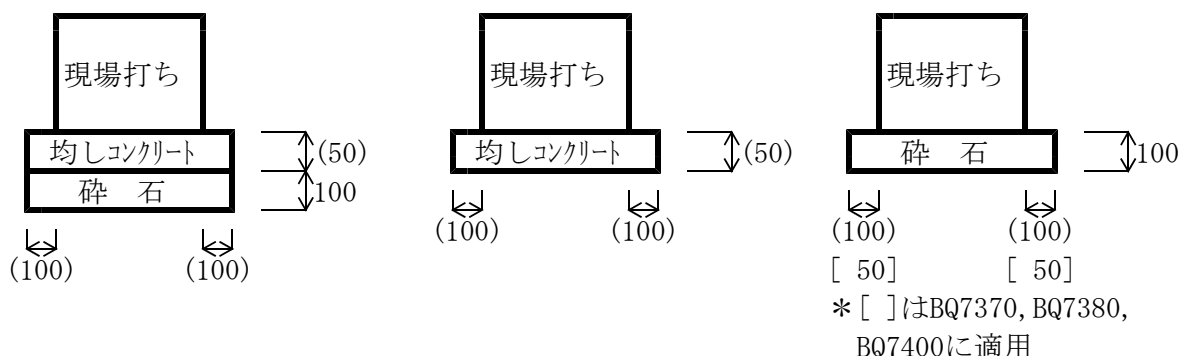 現場打ち
均しコンクリート
砕 石
(50)
100
(100) (100)
現場打ち
均しコンクリート
(50)
(100) (100)
現場打ち
砕 石
100
(100) (100)
[ 50] [ 50]
＊[ ]はBQ7370,BQ7380,
BQ7400に適用